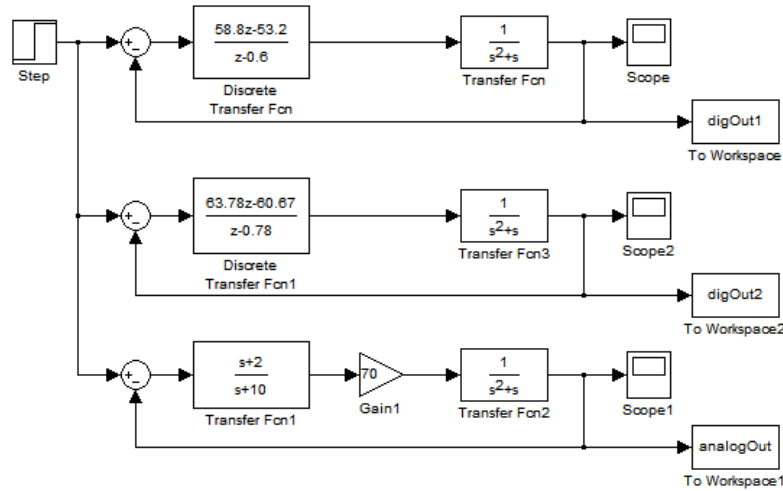 58.8z-53.2
z-0.6
1
s2+s
Step
Discrete
Transfer Fcn
Transfer Fcn
Scope
digOut1
To Workspace
63.78z-60.67
z-0.78
1
s2+s
Discrete
Transfer Fcn1
Transfer Fcn3
Scope2
digOut2
To Workspace2
s+2
s+10
70
1
s2+s
Transfer Fcn1
Gain1
Transfer Fcn2
Scope1
analogOut
To Workspace1